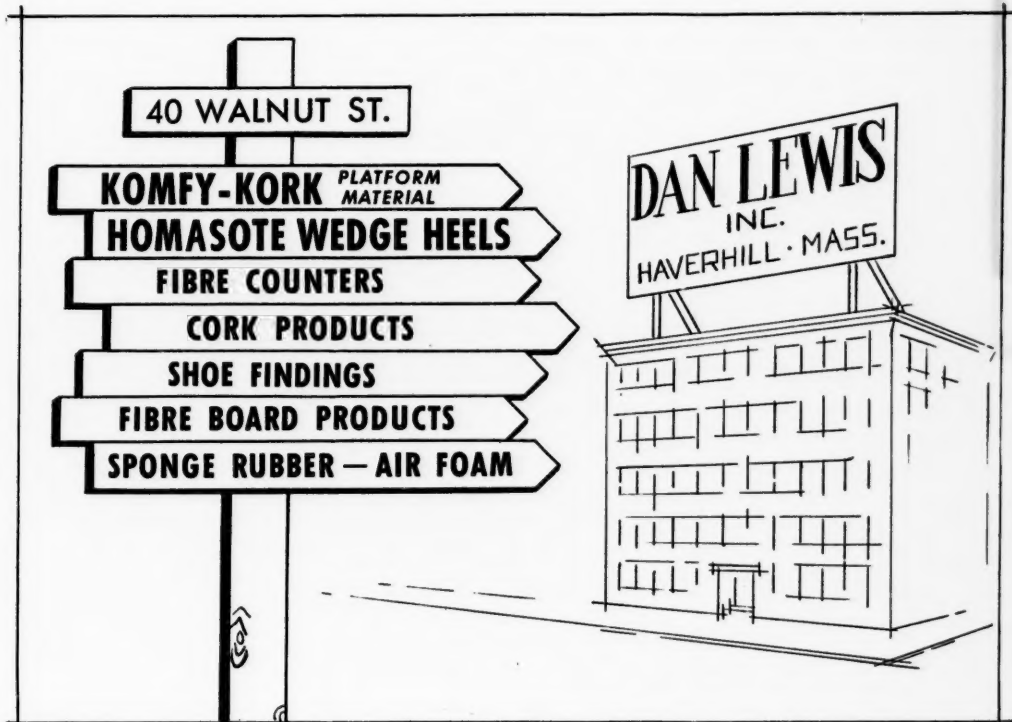 40 WALNUT ST.
KOMFY-KORK PLATFORM MATERIAL
HOMASOTE WEDGE HEELS
FIBRE COUNTERS
CORK PRODUCTS
SHOE FINDINGS
FIBRE BOARD PRODUCTS
SPONGE RUBBER — AIR FOAM
DAN LEWIS
INC.
HAVERHILL · MASS.